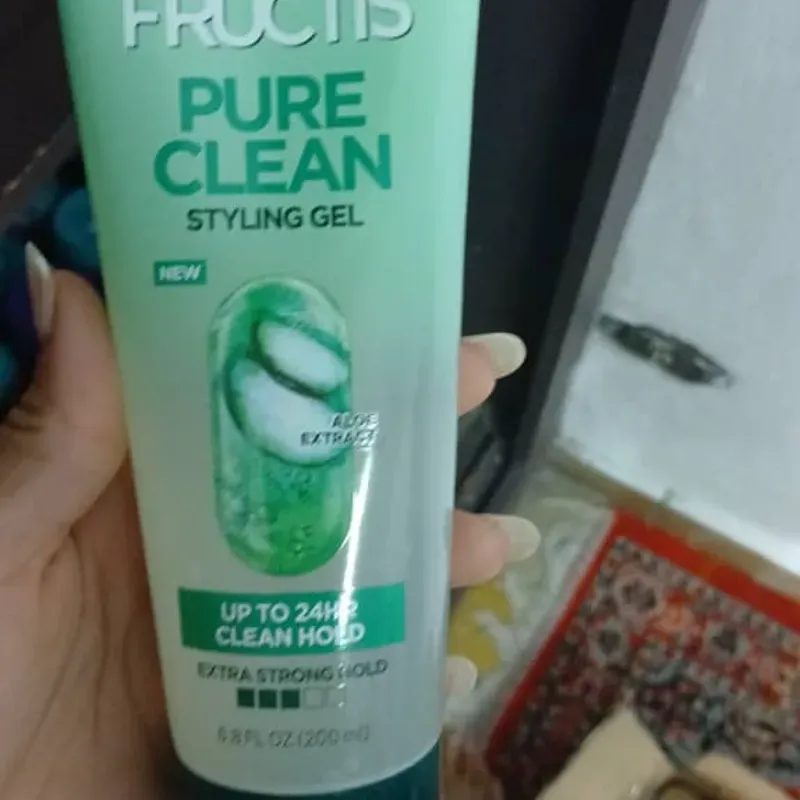 FRUCTIS
PURE
CLEAN
STYLING GEL
NEW
ALOE
EXTRACT
UP TO 24HR
CLEAN HOLD
EXTRA STRONG HOLD
6.8 FL OZ (200 ml)